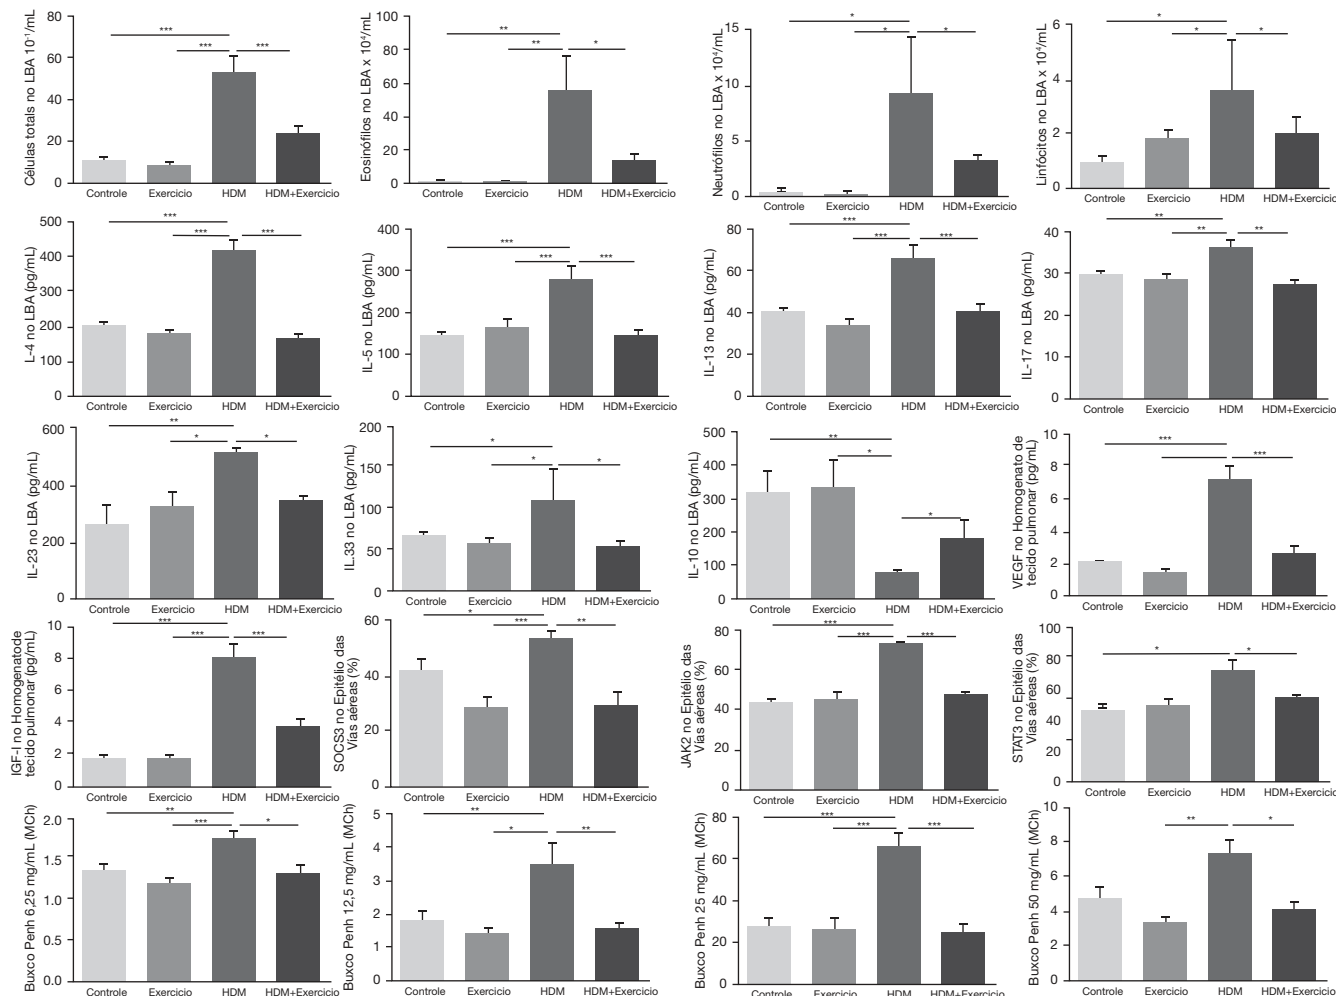 Células totais no LBA 10⁻¹/mL
80
60
40
20
0
***
***
***
Controle
Exercicio
HDM
HDM+Exercicio
Eosinófilos no LBA x 10⁴/mL
100
80
60
40
20
0
**
**
*
Controle
Exercicio
HDM
HDM+Exercicio
Neutrófilos no LBA x 10⁴/mL
15
10
5
0
*
*
*
Controle
Exercicio
HDM
HDM+Exercicio
Linfócitos no LBA x 10⁴/mL
6
4
2
0
*
*
*
Controle
Exercicio
HDM
HDM+Exercicio
L-4 no LBA (pg/mL)
500
400
300
200
100
0
***
***
***
Controle
Exercicio
HDM
HDM+Exercicio
IL-5 no LBA (pg/mL)
400
300
200
100
0
***
***
***
Controle
Exercicio
HDM
HDM+Exercicio
IL-13 no LBA (pg/mL)
80
60
40
20
0
***
***
***
Controle
Exercicio
HDM
HDM+Exercicio
IL-17 no LBA (pg/mL)
40
30
20
10
0
**
**
**
Controle
Exercicio
HDM
HDM+Exercicio
IL-23 no LBA (pg/mL)
600
400
200
0
**
*
*
Controle
Exercicio
HDM
HDM+Exercicio
IL.33 no LBA (pg/mL)
200
150
100
50
0
*
*
*
Controle
Exercicio
HDM
HDM+Exercicio
IL-10 no LBA (pg/mL)
500
400
300
200
100
0
**
*
*
Controle
Exercicio
HDM
HDM+Exercicio
VEGF no Homogenato de
tecido pulmonar (pg/mL)
10
8
6
4
2
0
***
***
Controle
Exercicio
HDM
HDM+Exercicio
IGF-I no Homogenatode
tecido pulmonar (pg/mL)
10
8
6
4
2
0
***
***
***
Controle
Exercicio
HDM
HDM+Exercicio
SOCS3 no Epitélio das
Vías aéreas (%)
60
40
20
0
*
***
**
Controle
Exercicio
HDM
HDM+Exercicio
JAK2 no Epitélio das
Vías aéreas (%)
80
60
40
20
0
***
***
***
Controle
Exercicio
HDM
HDM+Exercicio
STAT3 no Epitélio das
Vias aéreas (%)
100
80
60
40
20
0
*
*
Controle
Exercicio
HDM
HDM+Exercicio
Buxco Penh 6,25 mg/mL (MCh)
2.0
1.5
1.0
0.5
0.0
**
***
*
Controle
Exercicio
HDM
HDM+Exercicio
Buxco Penh 12,5 mg/mL (MCh)
5
4
3
2
1
0
**
*
**
Controle
Exercicio
HDM
HDM+Exercicio
Buxco Penh 25 mg/mL (MCh)
80
60
40
20
0
***
***
***
Controle
Exercicio
HDM
HDM+Exercicio
Buxco Penh 50 mg/mL (MCh)
10
8
6
4
2
0
**
*
Controle
Exercicio
HDM
HDM+Exercicio